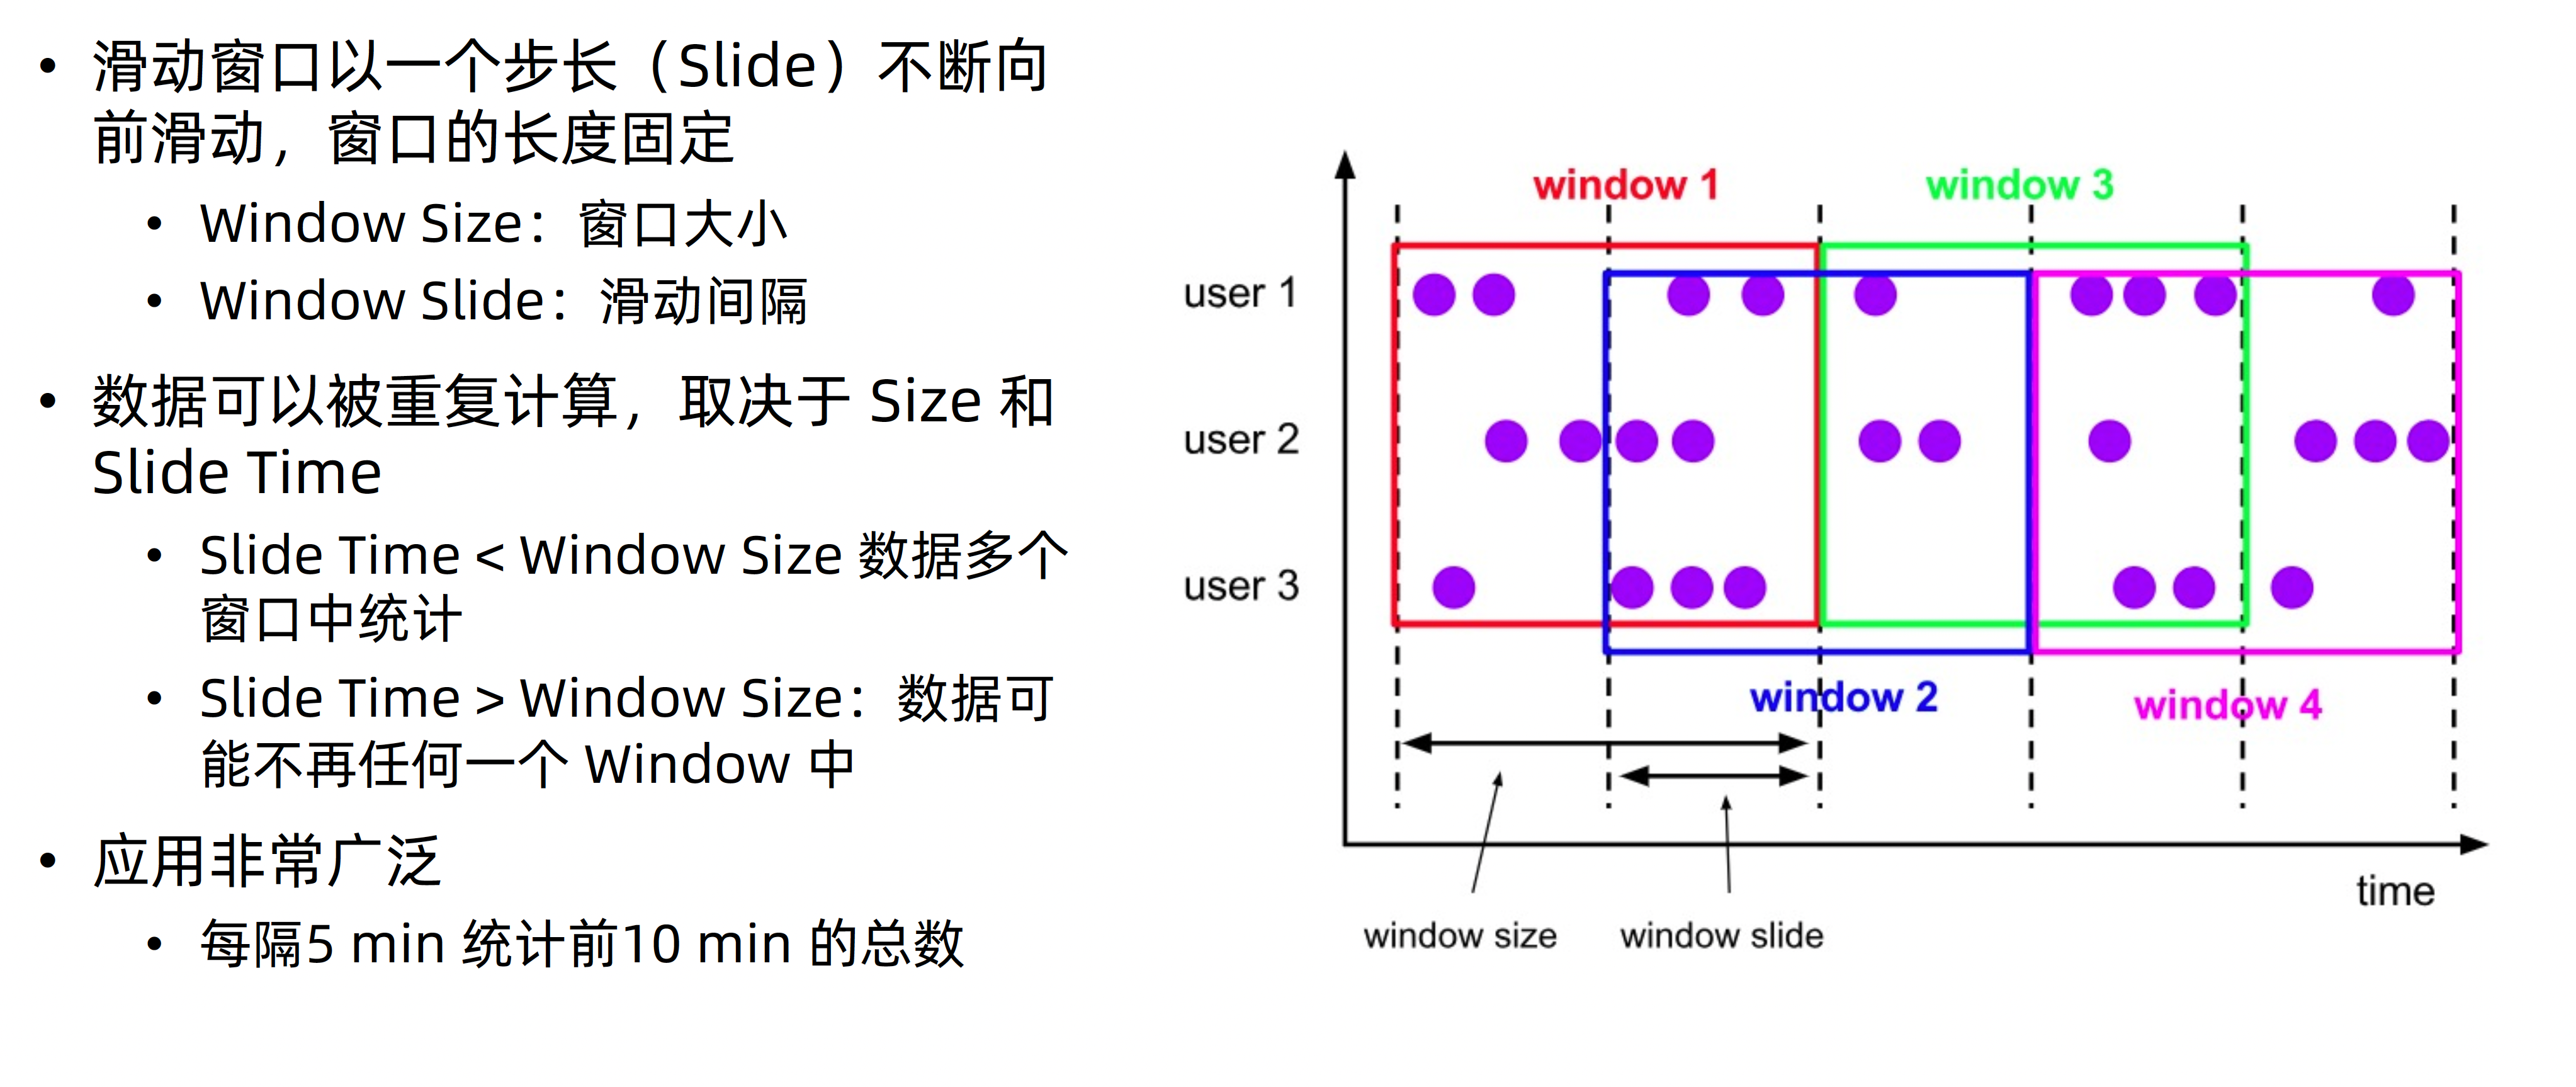 • 滑动窗口以一个步长（Slide）不断向
前滑动，窗口的长度固定
• Window Size：窗口大小
• Window Slide：滑动间隔
• 数据可以被重复计算，取决于 Size 和
Slide Time
• Slide Time < Window Size 数据多个
窗口中统计
• Slide Time > Window Size：数据可
能不再任何一个 Window 中
• 应用非常广泛
• 每隔5 min 统计前10 min 的总数
window 1
window 3
user 1
user 2
user 3
window 2
window 4
time
window size
window slide